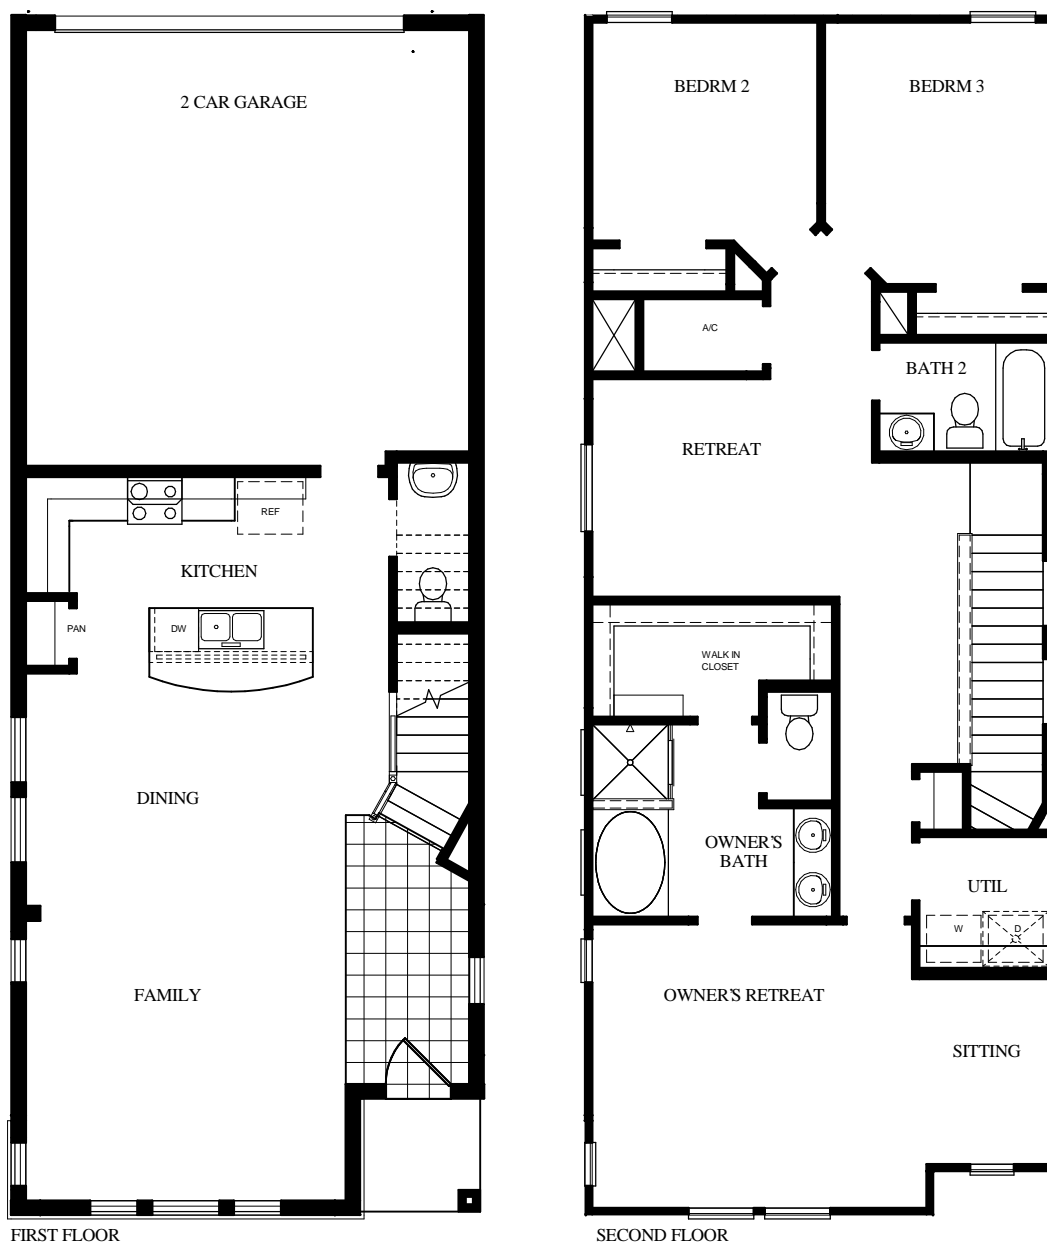 2 CAR GARAGE
REF
KITCHEN
PAN
DW
DINING
FAMILY
FIRST FLOOR
BEDRM 2
BEDRM 3
A/C
BATH 2
RETREAT
WALK IN
CLOSET
OWNER'S
BATH
UTIL
W
D
OWNER'S RETREAT
SITTING
SECOND FLOOR